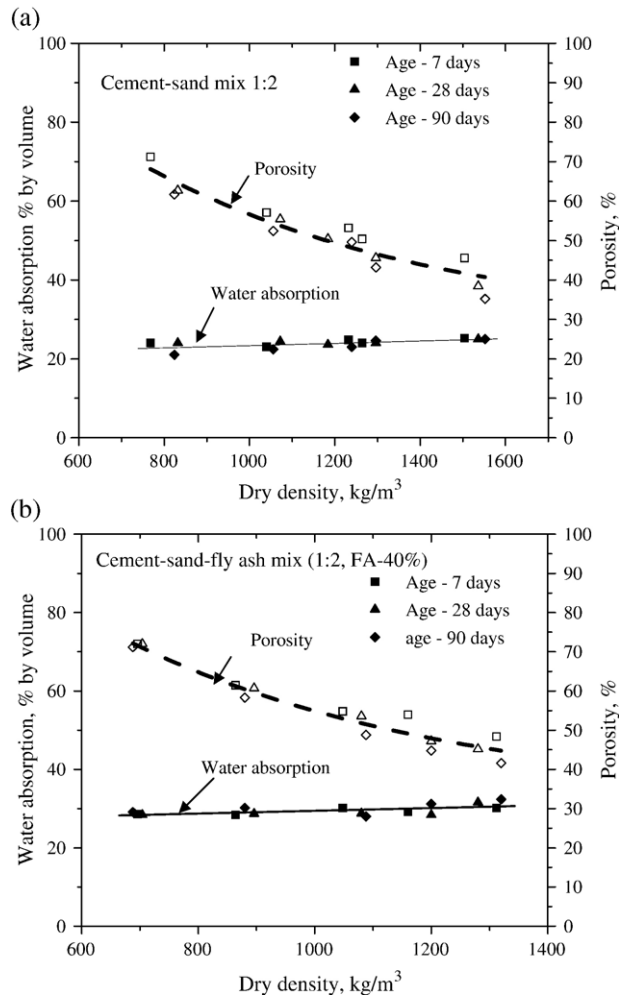 (a)
100
80
60
40
20
0
Water absorption % by volume
Cement-sand mix 1:2
Age - 7 days
Age - 28 days
Age - 90 days
Porosity
Water absorption
100
90
80
70
60
50
40
30
20
10
0
Porosity, %
600 800 1000 1200 1400 1600
Dry density, kg/m³
(b)
100
80
60
40
20
0
Water absorption, % by volume
Cement-sand-fly ash mix (1:2, FA-40%)
Age - 7 days
Age - 28 days
age - 90 days
Porosity
Water absorption
100
90
80
70
60
50
40
30
20
10
0
Porosity, %
600 800 1000 1200 1400
Dry density, kg/m³